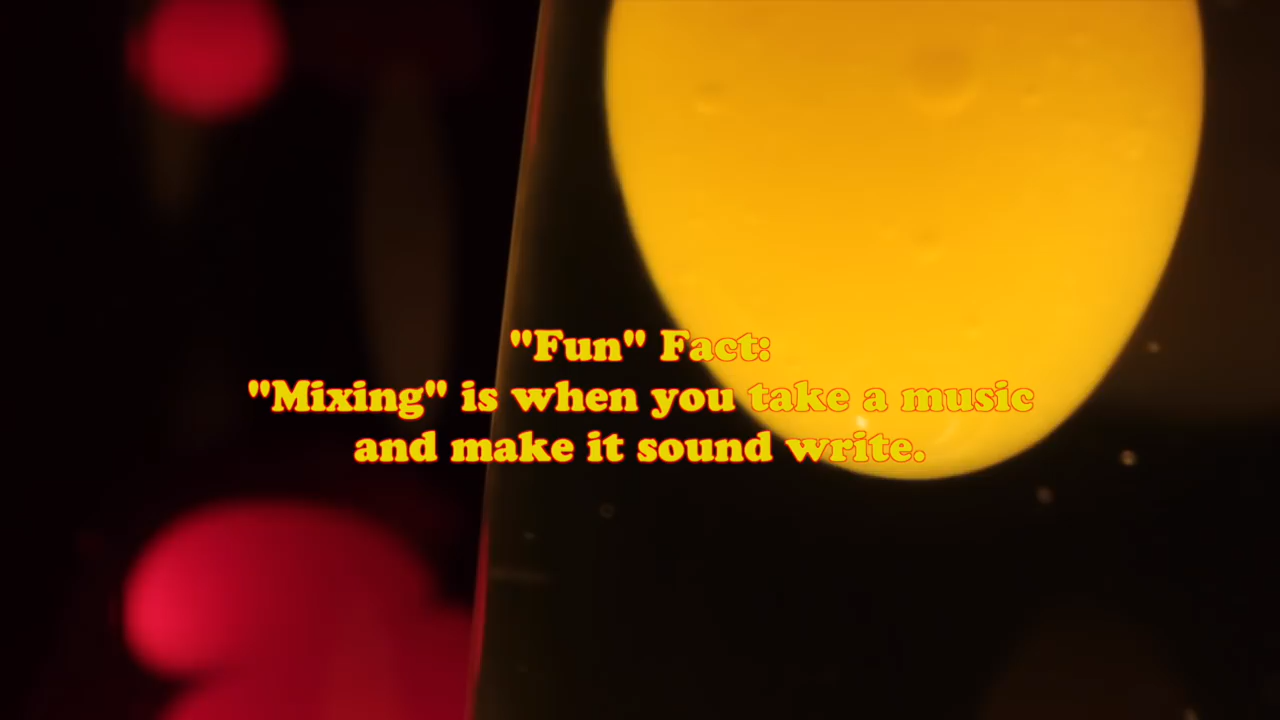 "Fun" Fact:
"Mixing" is when you take a music
and make it sound write.